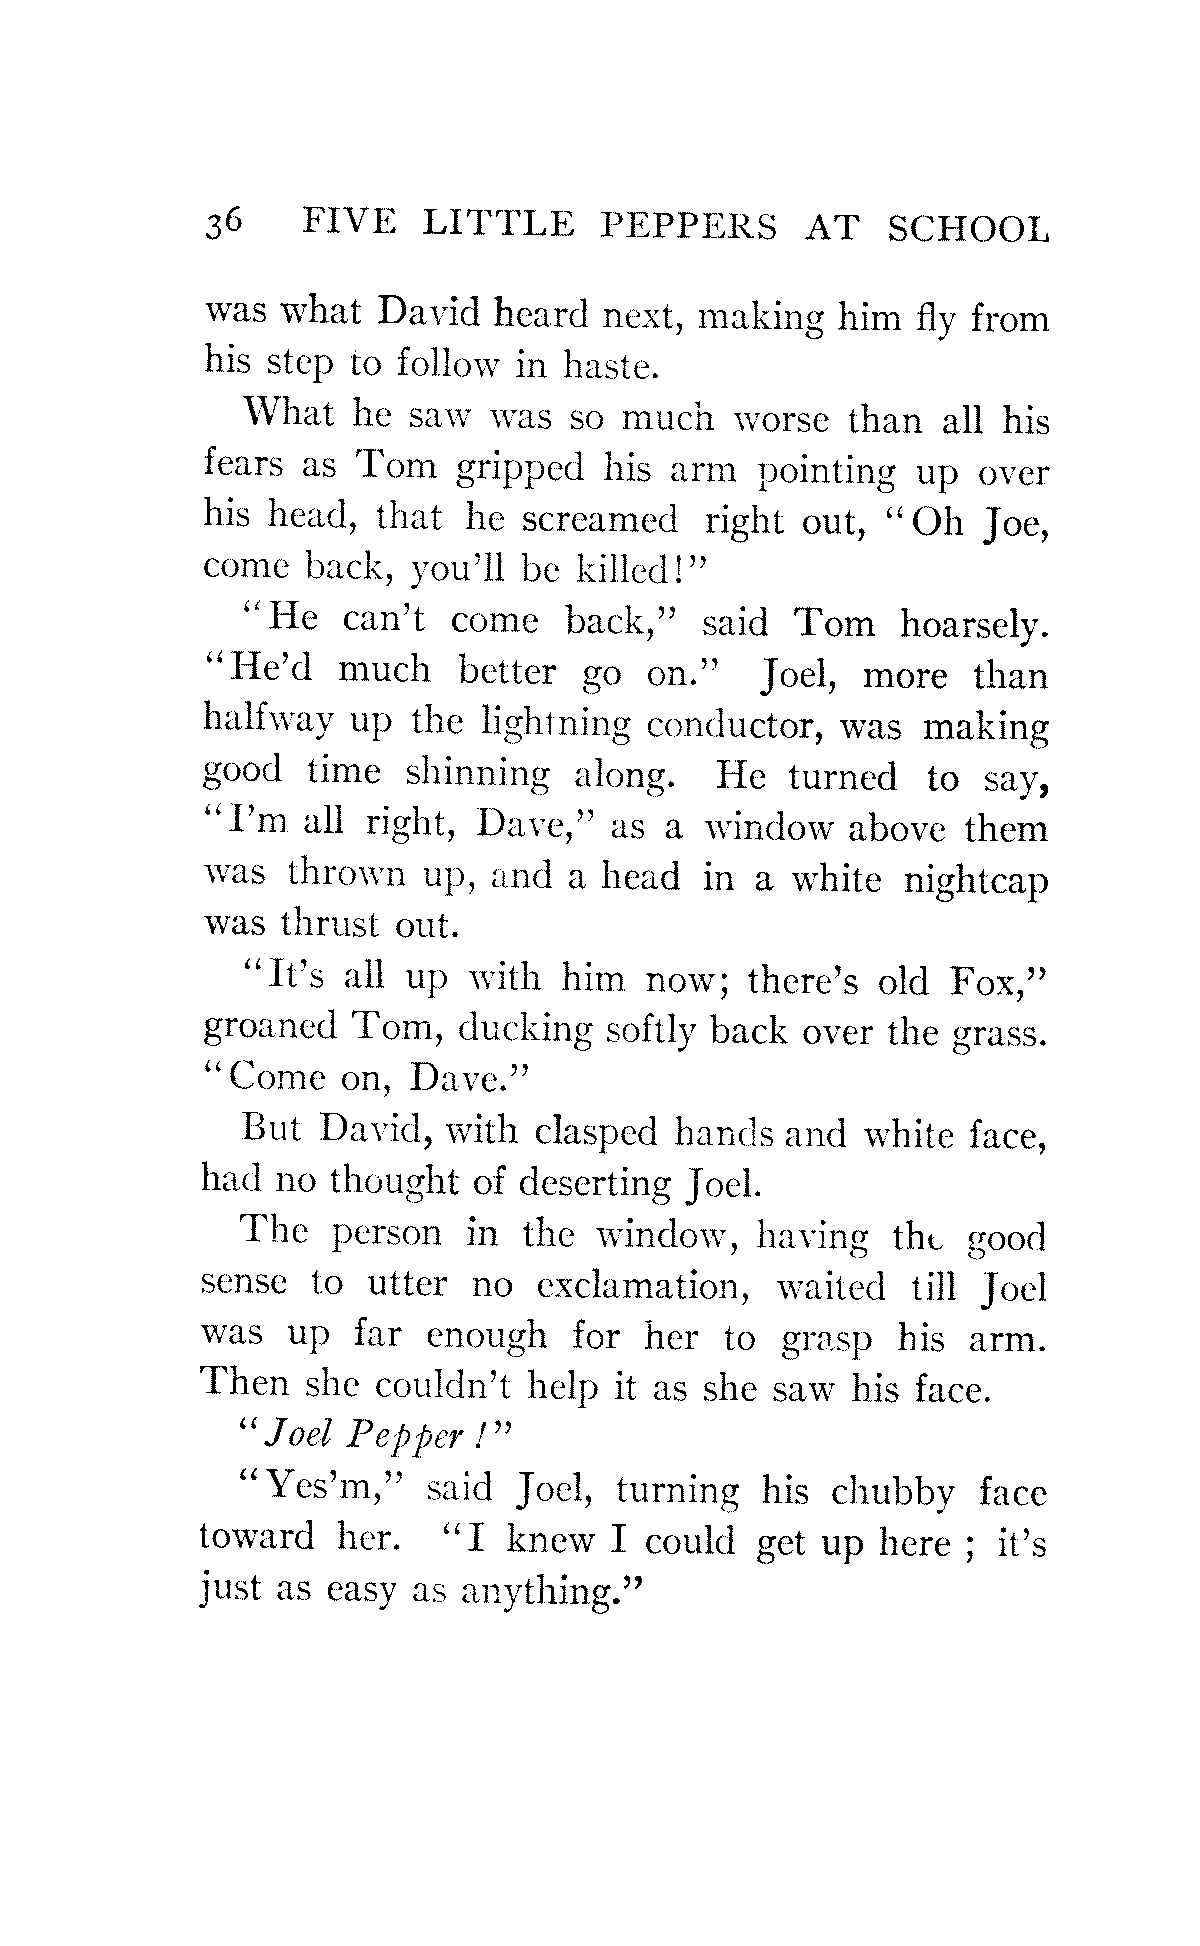 36 FIVE LITTLE PEPPERS AT SCHOOL
was what David heard next, making him fly from
his step to follow in haste.
What he saw was so much worse than all his
fears as Tom gripped his arm pointing up over
his head, that he screamed right out, "Oh Joe,
come back, you'll be killed!"
"He can't come back," said Tom hoarsely.
"He'd much better go on." Joel, more than
halfway up the lightning conductor, was making
good time shinning along. He turned to say,
"I'm all right, Dave," as a window above them
was thrown up, and a head in a white nightcap
was thrust out.
"It's all up with him now; there's old Fox,"
groaned Tom, ducking softly back over the grass.
"Come on, Dave."
But David, with clasped hands and white face,
had no thought of deserting Joel.
The person in the window, having the good
sense to utter no exclamation, waited till Joel
was up far enough for her to grasp his arm.
Then she couldn't help it as she saw his face.
"Joel Pepper!"
"Yes'm," said Joel, turning his chubby face
toward her. "I knew I could get up here; it's
just as easy as anything."